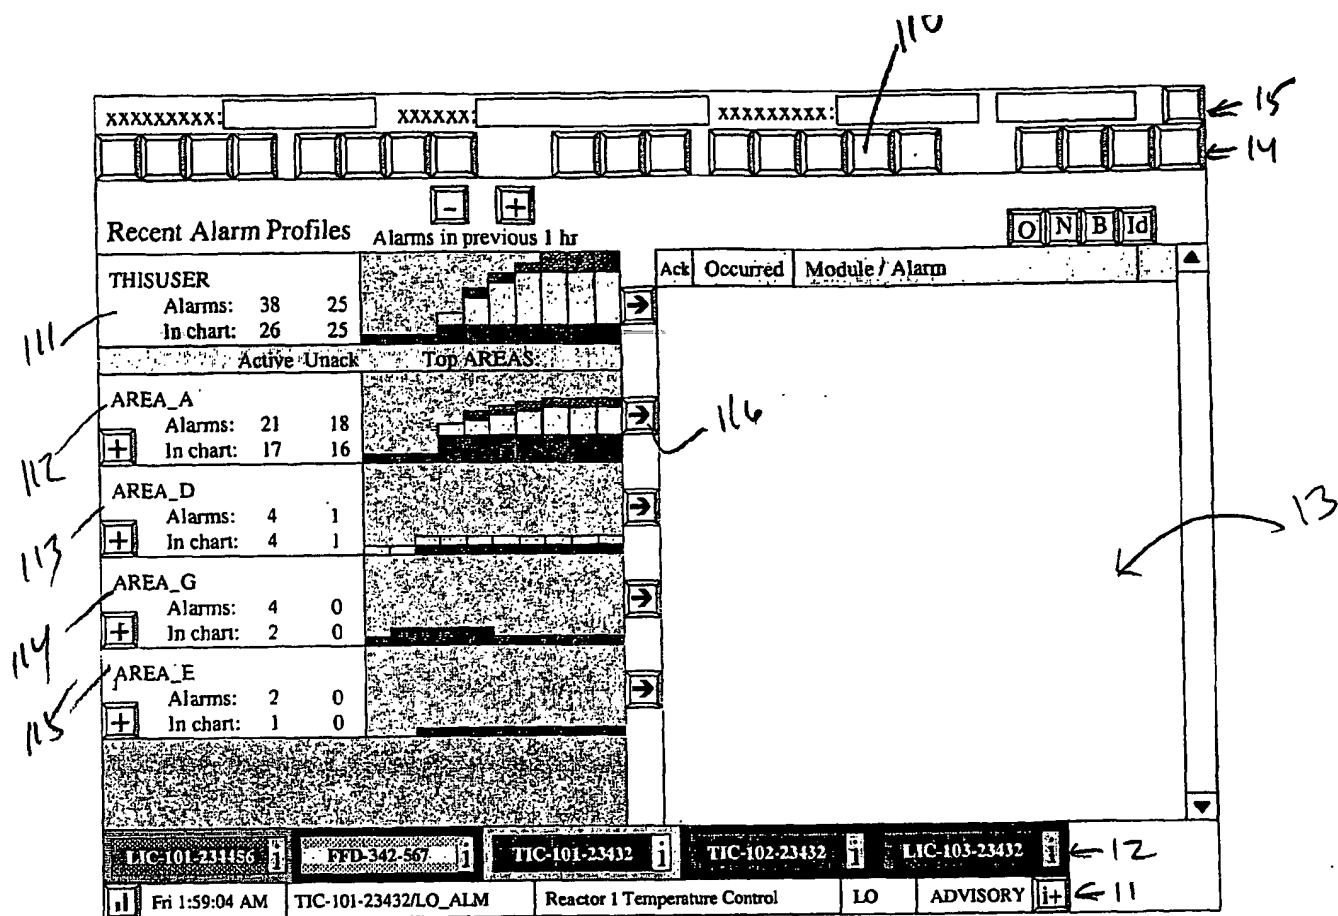 110
xxxxxxxxx: xxxxxx: xxxxxxxxx: 15
14
- +
Recent Alarm Profiles Alarms in previous 1 hr O N B Id
Ack Occurred Module / Alarm
THISUSER
Alarms: 38 25
In chart: 26 25
111
Active Unack Top AREAS
AREA_A
Alarms: 21 18
+ In chart: 17 16
116
112
AREA_D
Alarms: 4 1
+ In chart: 4 1
13
113
AREA_G
Alarms: 4 0
+ In chart: 2 0
114
AREA_E
Alarms: 2 0
+ In chart: 1 0
115
LIC-101-231456 i FFD-342-567 i TIC-101-23432 i TIC-102-23432 i LIC-103-23432 i 12
Fri 1:59:04 AM TIC-101-23432/LO_ALM Reactor 1 Temperature Control LO ADVISORY i+ 11